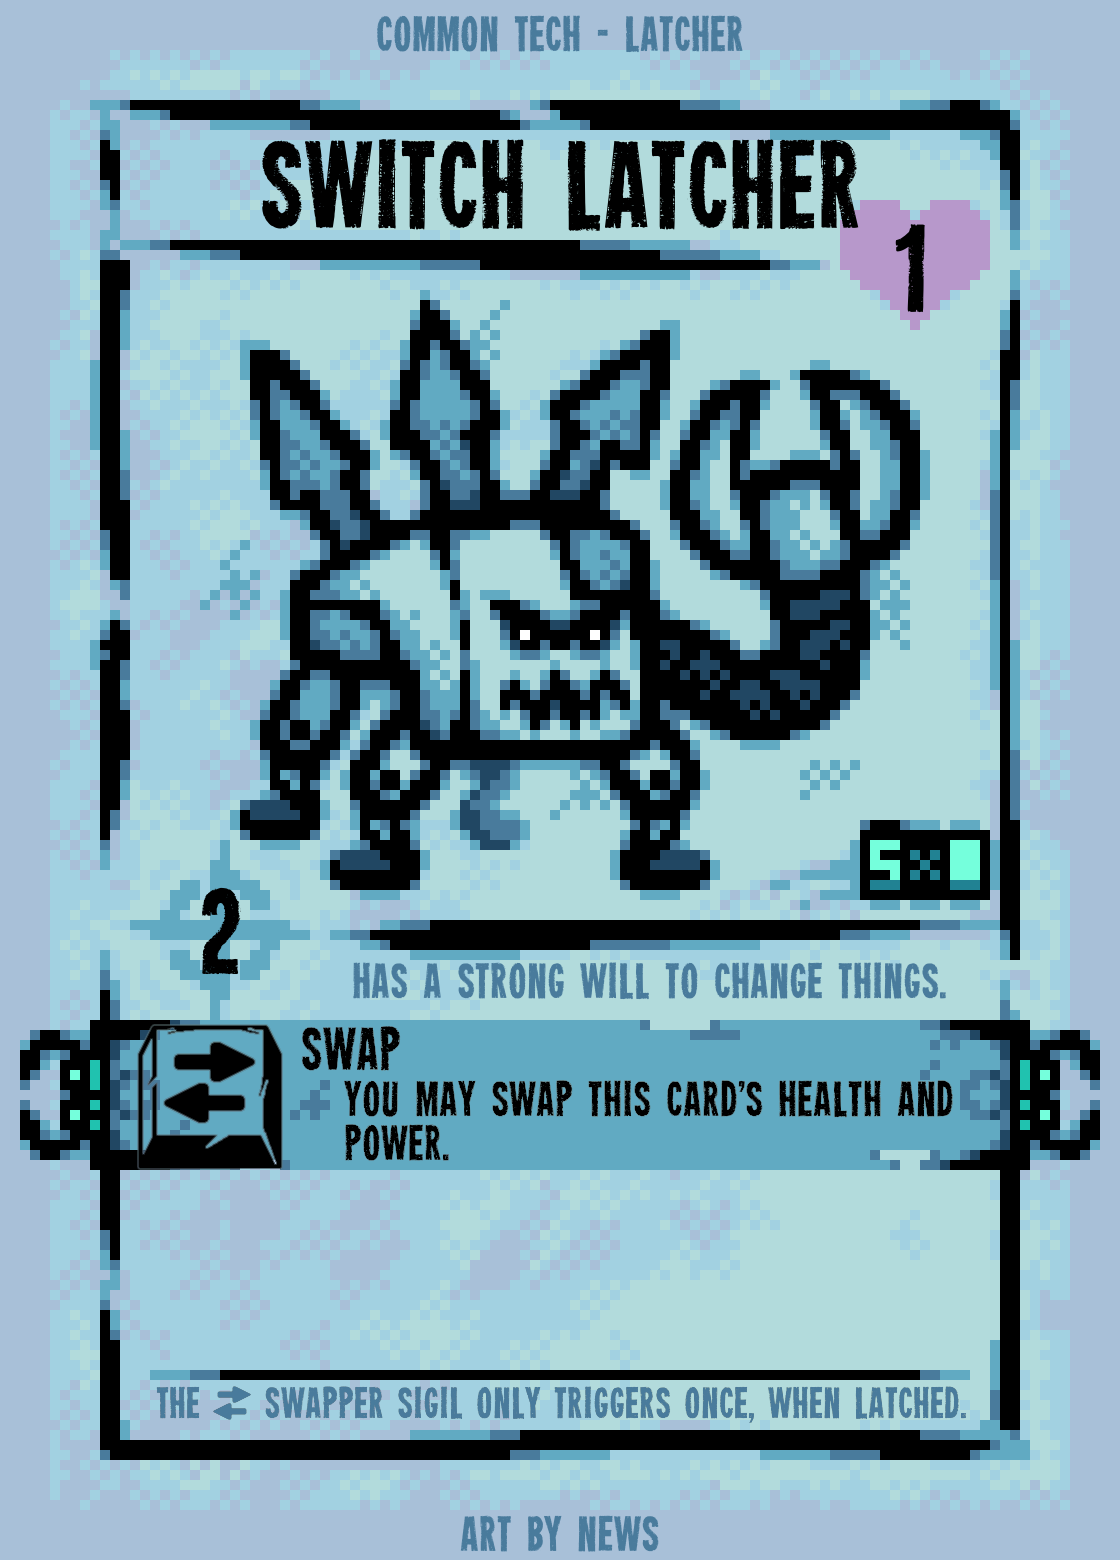 COMMON TECH - LATCHER
SWITCH LATCHER
1
5×
2
HAS A STRONG WILL TO CHANGE THINGS.
SWAP
YOU MAY SWAP THIS CARD'S HEALTH AND
POWER.
THE SWAPPER SIGIL ONLY TRIGGERS ONCE, WHEN LATCHED.
ART BY NEWS